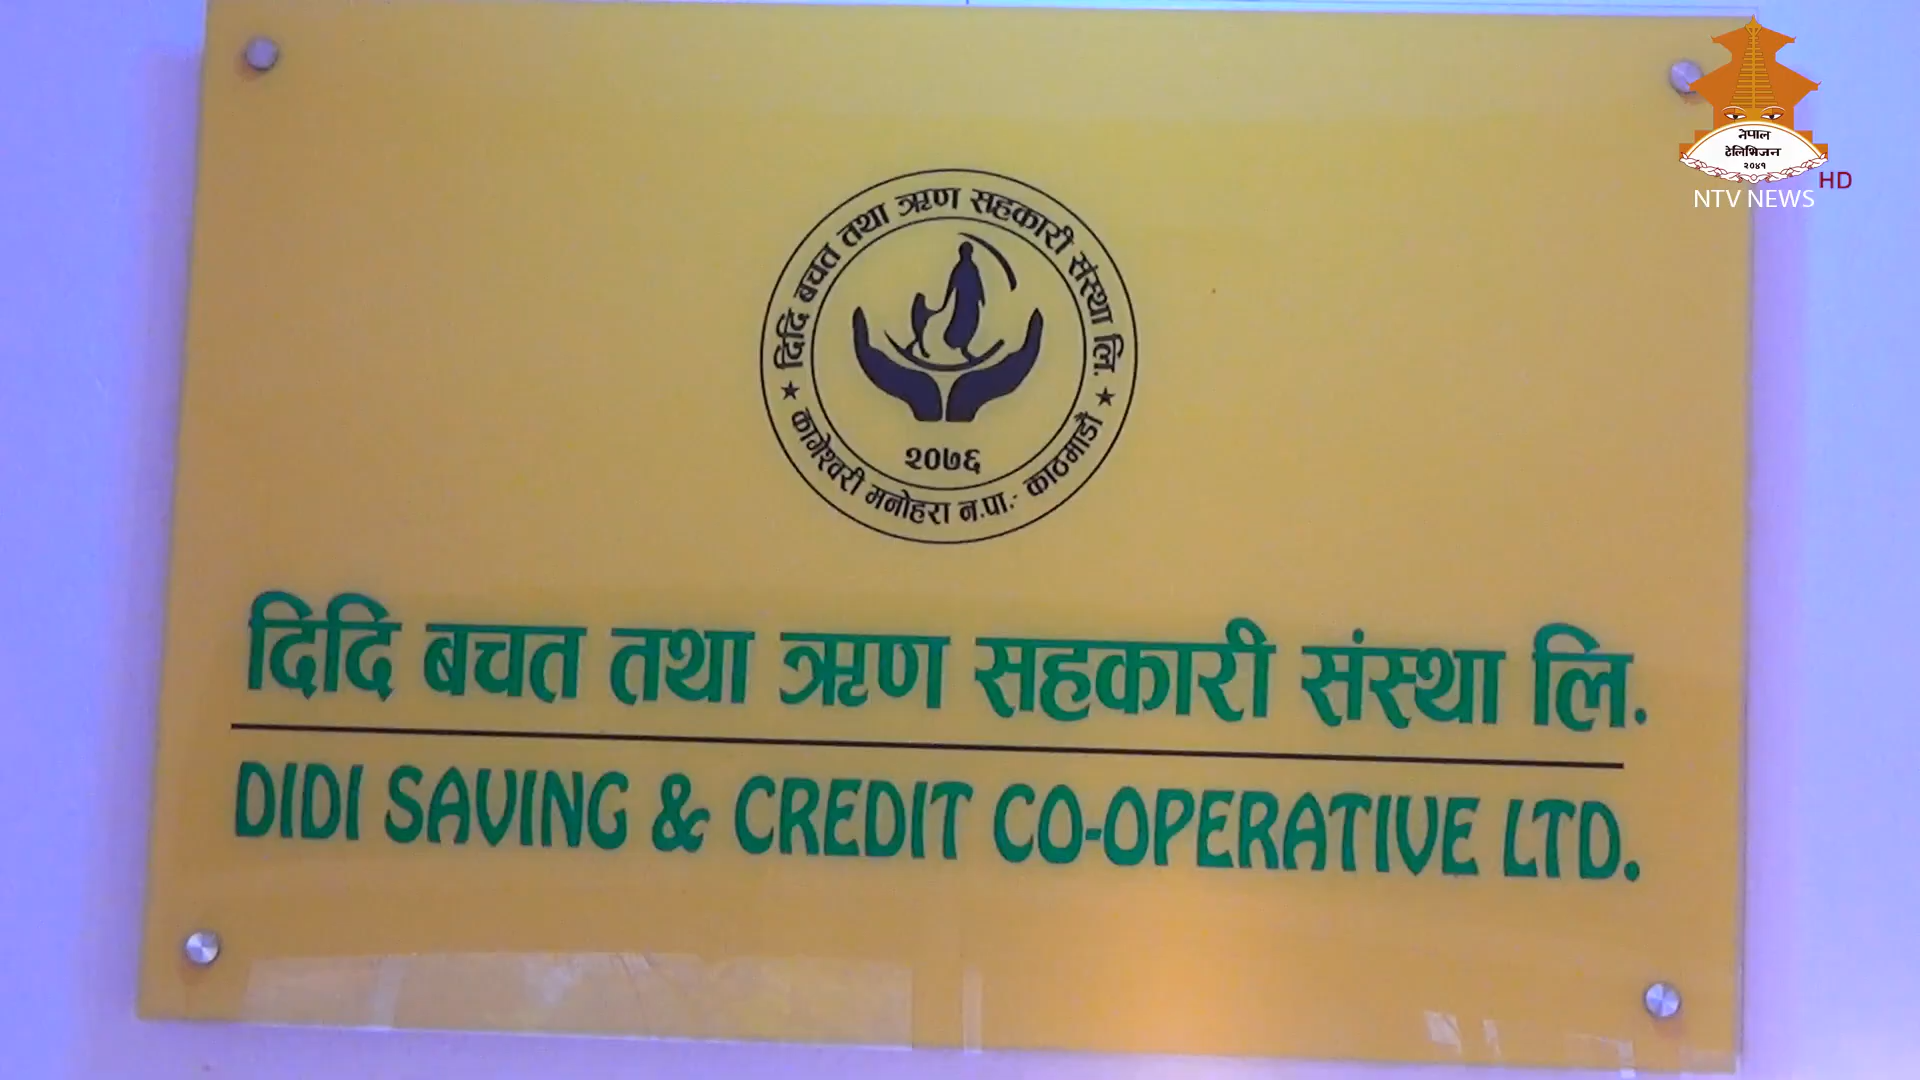 नेपाल
टेलिभिजन
२०४१
HD
NTV NEWS
दिदि बचत तथा ऋण सहकारी संस्था लि.
२०७६
★ कागेश्वरी मनोहरा न.पा.- काठमाडौं ★
दिदि बचत तथा ऋण सहकारी संस्था लि.
DIDI SAVING & CREDIT CO-OPERATIVE LTD.